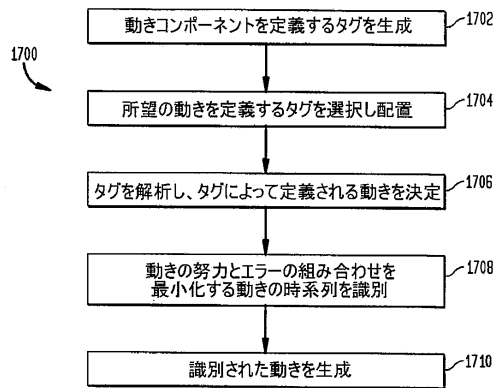 1700
動きコンポーネントを定義するタグを生成
1702
所望の動きを定義するタグを選択し配置
1704
タグを解析し、タグによって定義される動きを決定
1706
動きの努力とエラーの組み合わせを
最小化する動きの時系列を識別
1708
識別された動きを生成
1710